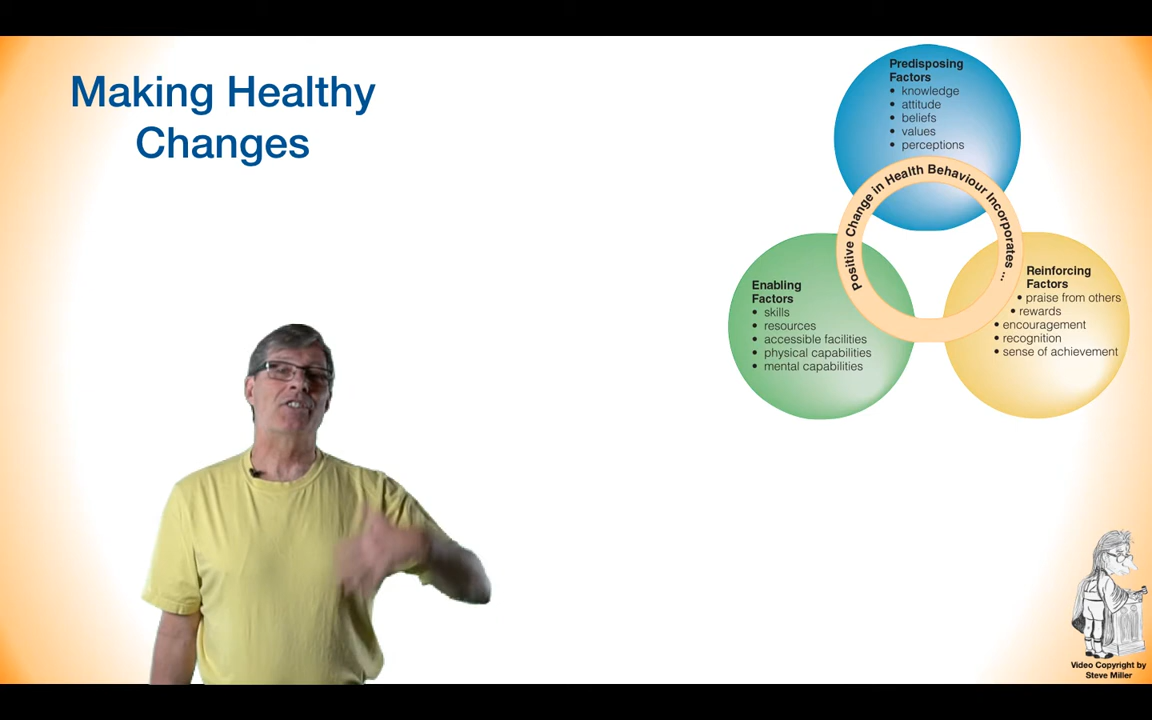 Making Healthy
Changes
Predisposing
Factors
• knowledge
• attitude
• beliefs
• values
• perceptions
Positive Change in Health Behaviour Incorporates ...
Enabling
Factors
• skills
• resources
• accessible facilities
• physical capabilities
• mental capabilities
Reinforcing
Factors
• praise from others
• rewards
• encouragement
• recognition
• sense of achievement
Video Copyright by
Steve Miller